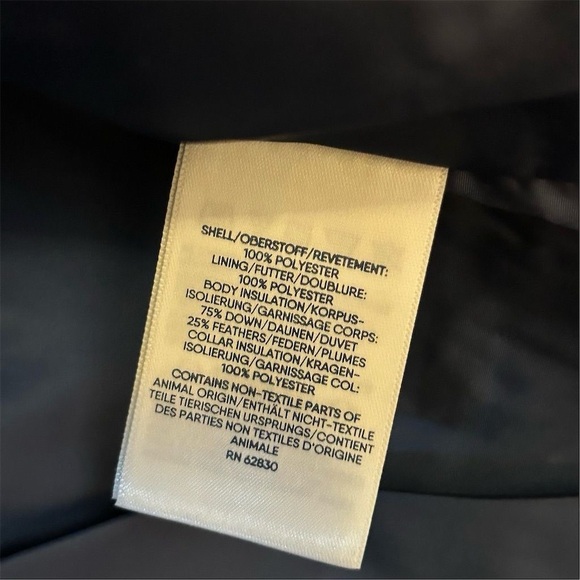 SHELL/OBERSTOFF/REVETEMENT:
100% POLYESTER
LINING/FUTTER/DOUBLURE:
100% POLYESTER
BODY INSULATION/KORPUS-
ISOLIERUNG/GARNISSAGE CORPS:
75% DOWN/DAUNEN/DUVET
25% FEATHERS/FEDERN/PLUMES
COLLAR INSULATION/KRAGEN-
ISOLIERUNG/GARNISSAGE COL:
100% POLYESTER
CONTAINS NON-TEXTILE PARTS OF
ANIMAL ORIGIN/ENTHÄLT NICHT-TEXTILE
TEILE TIERISCHEN URSPRUNGS/CONTIENT
DES PARTIES NON TEXTILES D'ORIGINE
ANIMALE
RN 62830